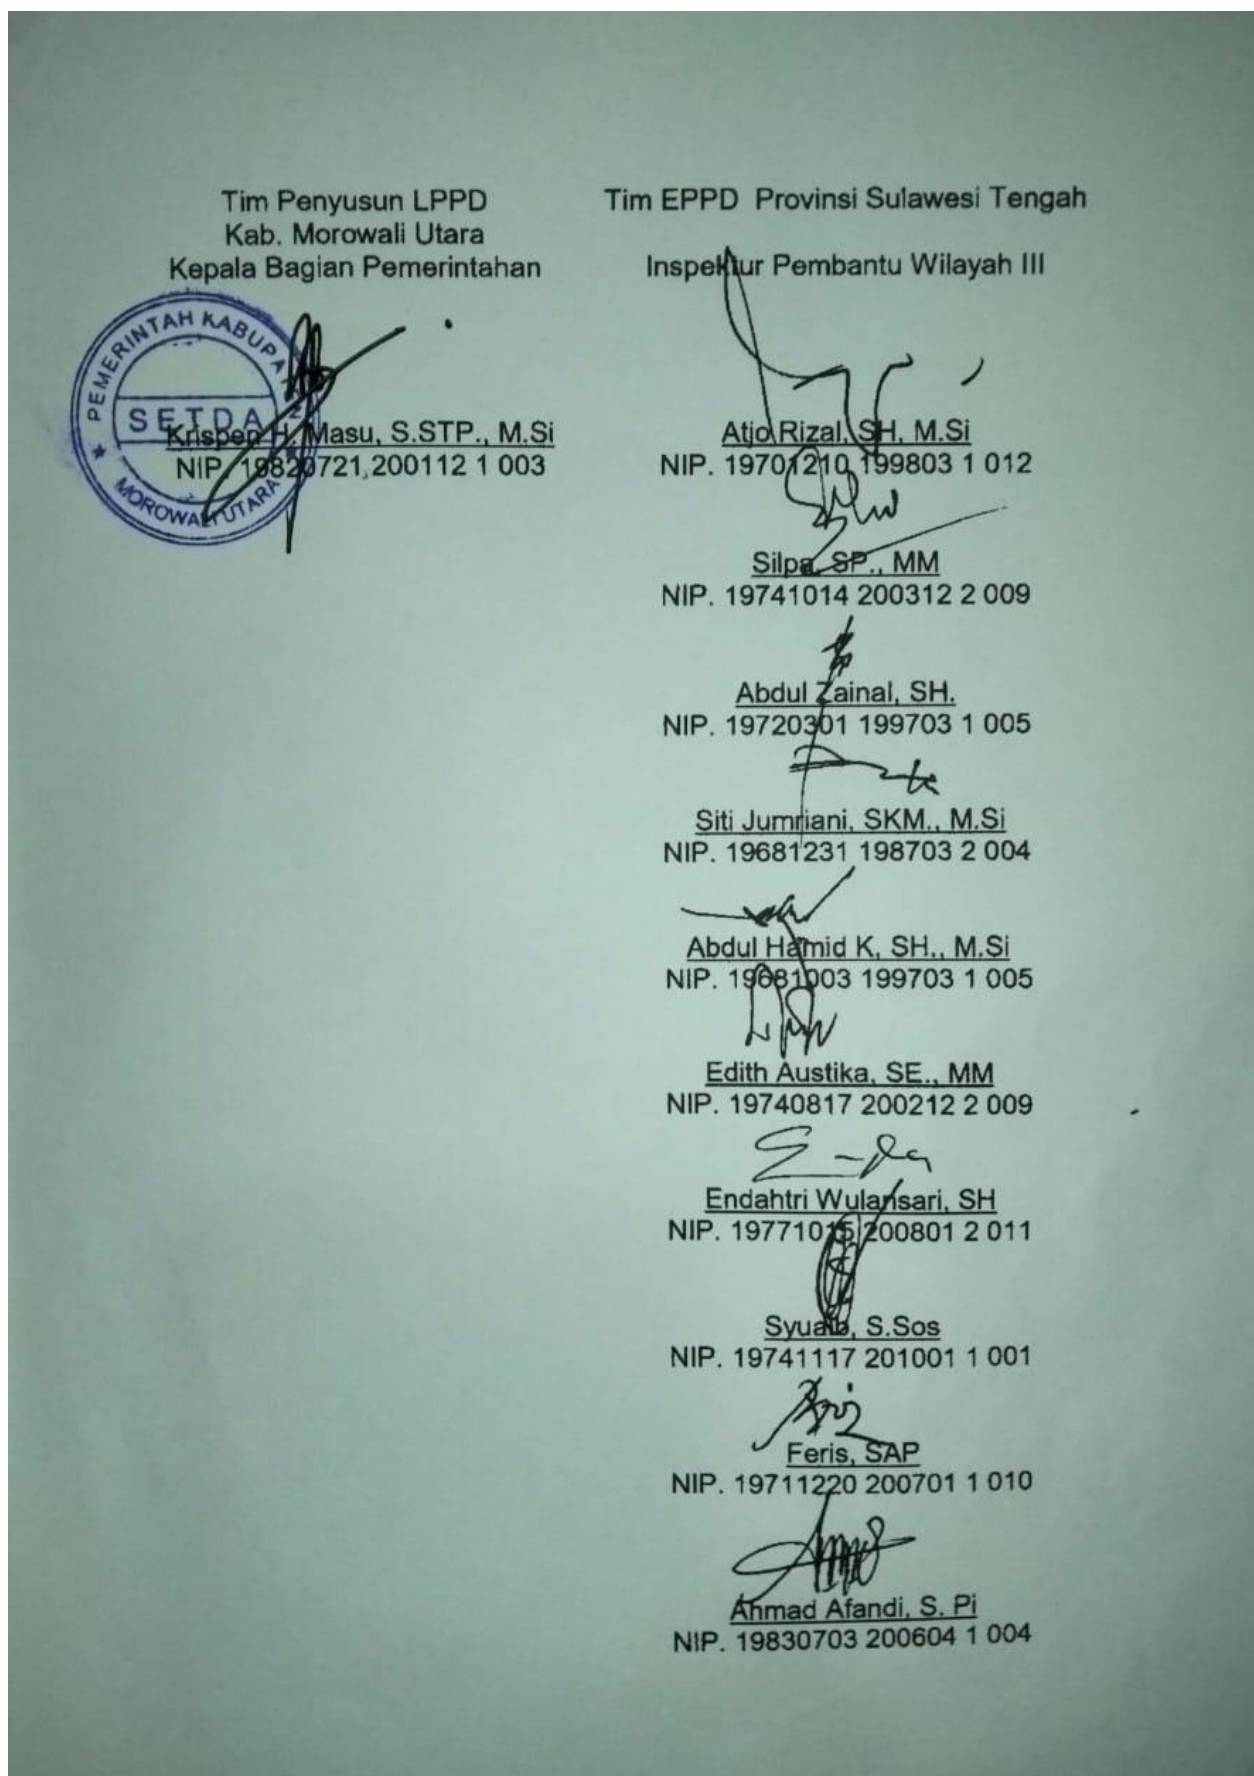 Tim Penyusun LPPD
Kab. Morowali Utara
Kepala Bagian Pemerintahan
PEMERINTAH KABUPATEN
SETDA
MOROWALI UTARA
Krispen H. Masu, S.STP., M.Si
NIP. 19820721 200112 1 003
Tim EPPD Provinsi Sulawesi Tengah
Inspektur Pembantu Wilayah III
Atjo Rizal, SH, M.Si
NIP. 19701210 199803 1 012
Silpa, SP., MM
NIP. 19741014 200312 2 009
Abdul Zainal, SH.
NIP. 19720301 199703 1 005
Siti Jumriani, SKM., M.Si
NIP. 19681231 198703 2 004
Abdul Hamid K, SH., M.Si
NIP. 19681003 199703 1 005
Edith Austika, SE., MM
NIP. 19740817 200212 2 009
Endahtri Wulansari, SH
NIP. 19771015 200801 2 011
Syuaib, S.Sos
NIP. 19741117 201001 1 001
Feris, SAP
NIP. 19711220 200701 1 010
Ahmad Afandi, S. Pi
NIP. 19830703 200604 1 004